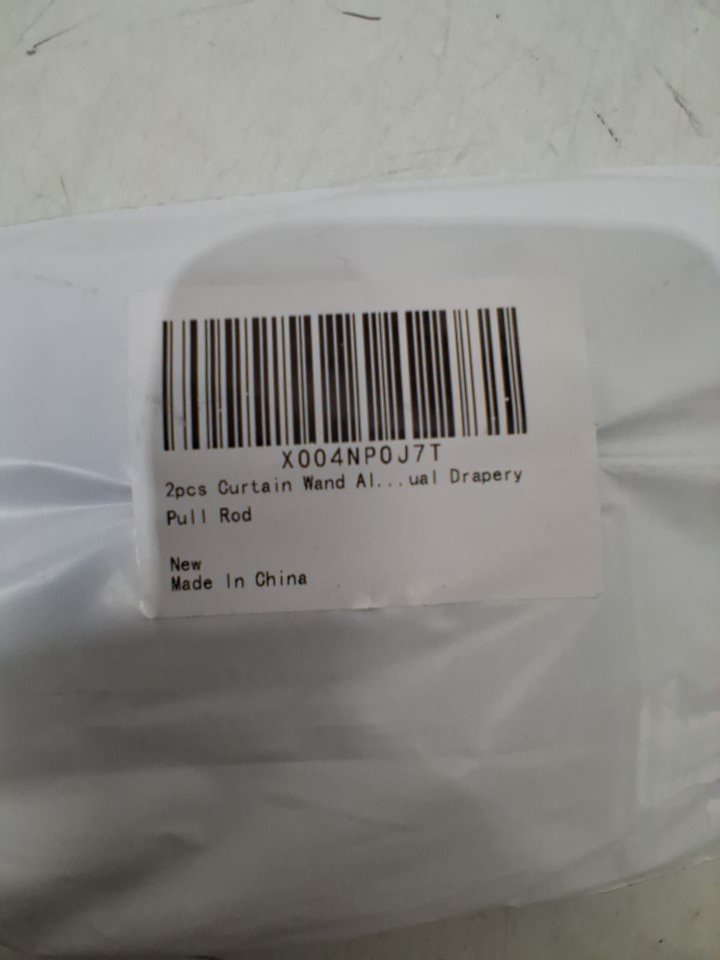 X004NP0J7T
2pcs Curtain Wand Al...ual Drapery
Pull Rod
New
Made In China